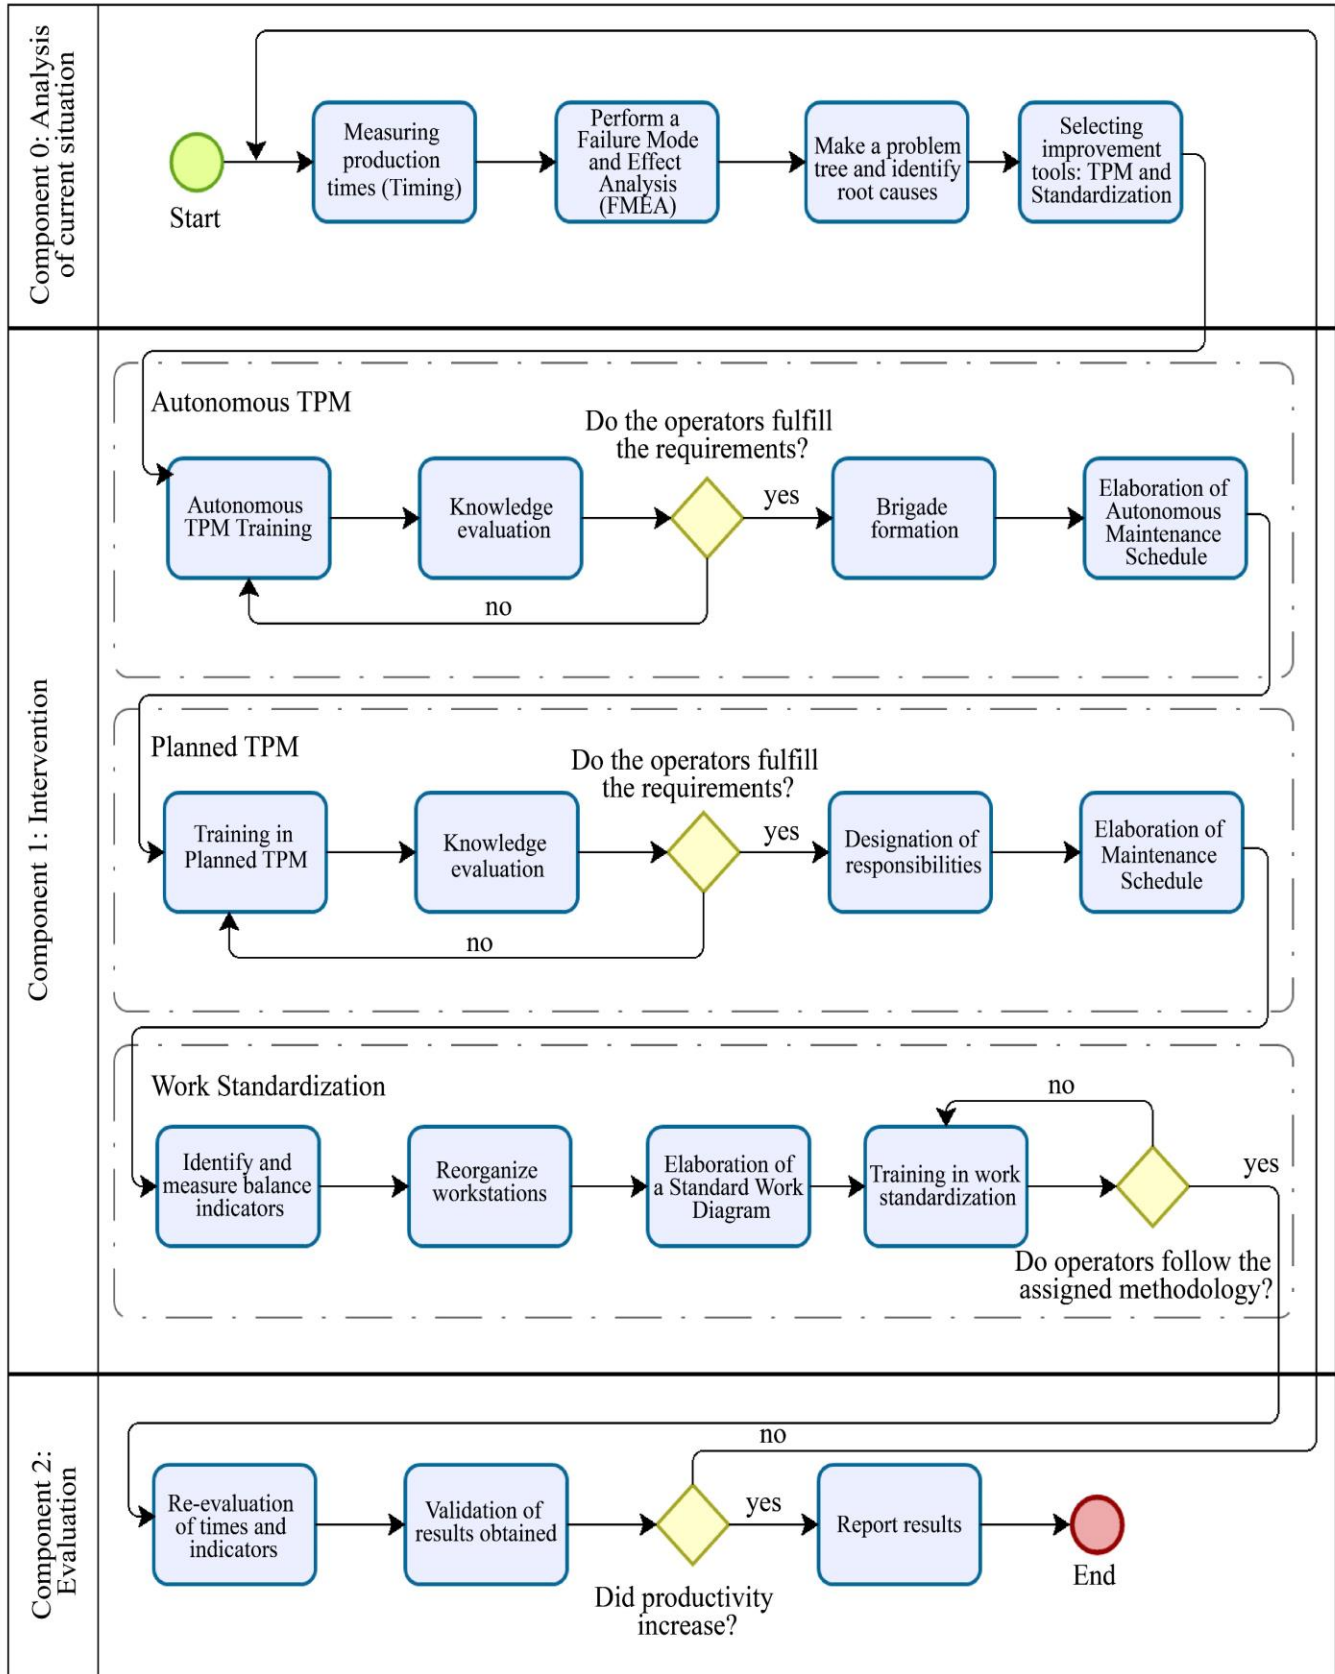 Component 0: Analysis
of current situation
Start
Measuring
production
times (Timing)
Perform a
Failure Mode
and Effect
Analysis
(FMEA)
Make a problem
tree and identify
root causes
Selecting
improvement
tools: TPM and
Standardization
Component 1: Intervention
Autonomous TPM
Autonomous
TPM Training
Knowledge
evaluation
Do the operators fulfill
the requirements?
yes
no
Brigade
formation
Elaboration of
Autonomous
Maintenance
Schedule
Planned TPM
Training in
Planned TPM
Knowledge
evaluation
Do the operators fulfill
the requirements?
yes
no
Designation of
responsibilities
Elaboration of
Maintenance
Schedule
Work Standardization
Identify and
measure balance
indicators
Reorganize
workstations
Elaboration of
a Standard Work
Diagram
Training in work
standardization
no
yes
Do operators follow the
assigned methodology?
Component 2:
Evaluation
Re-evaluation
of times and
indicators
Validation of
results obtained
no
yes
Did productivity
increase?
Report results
End